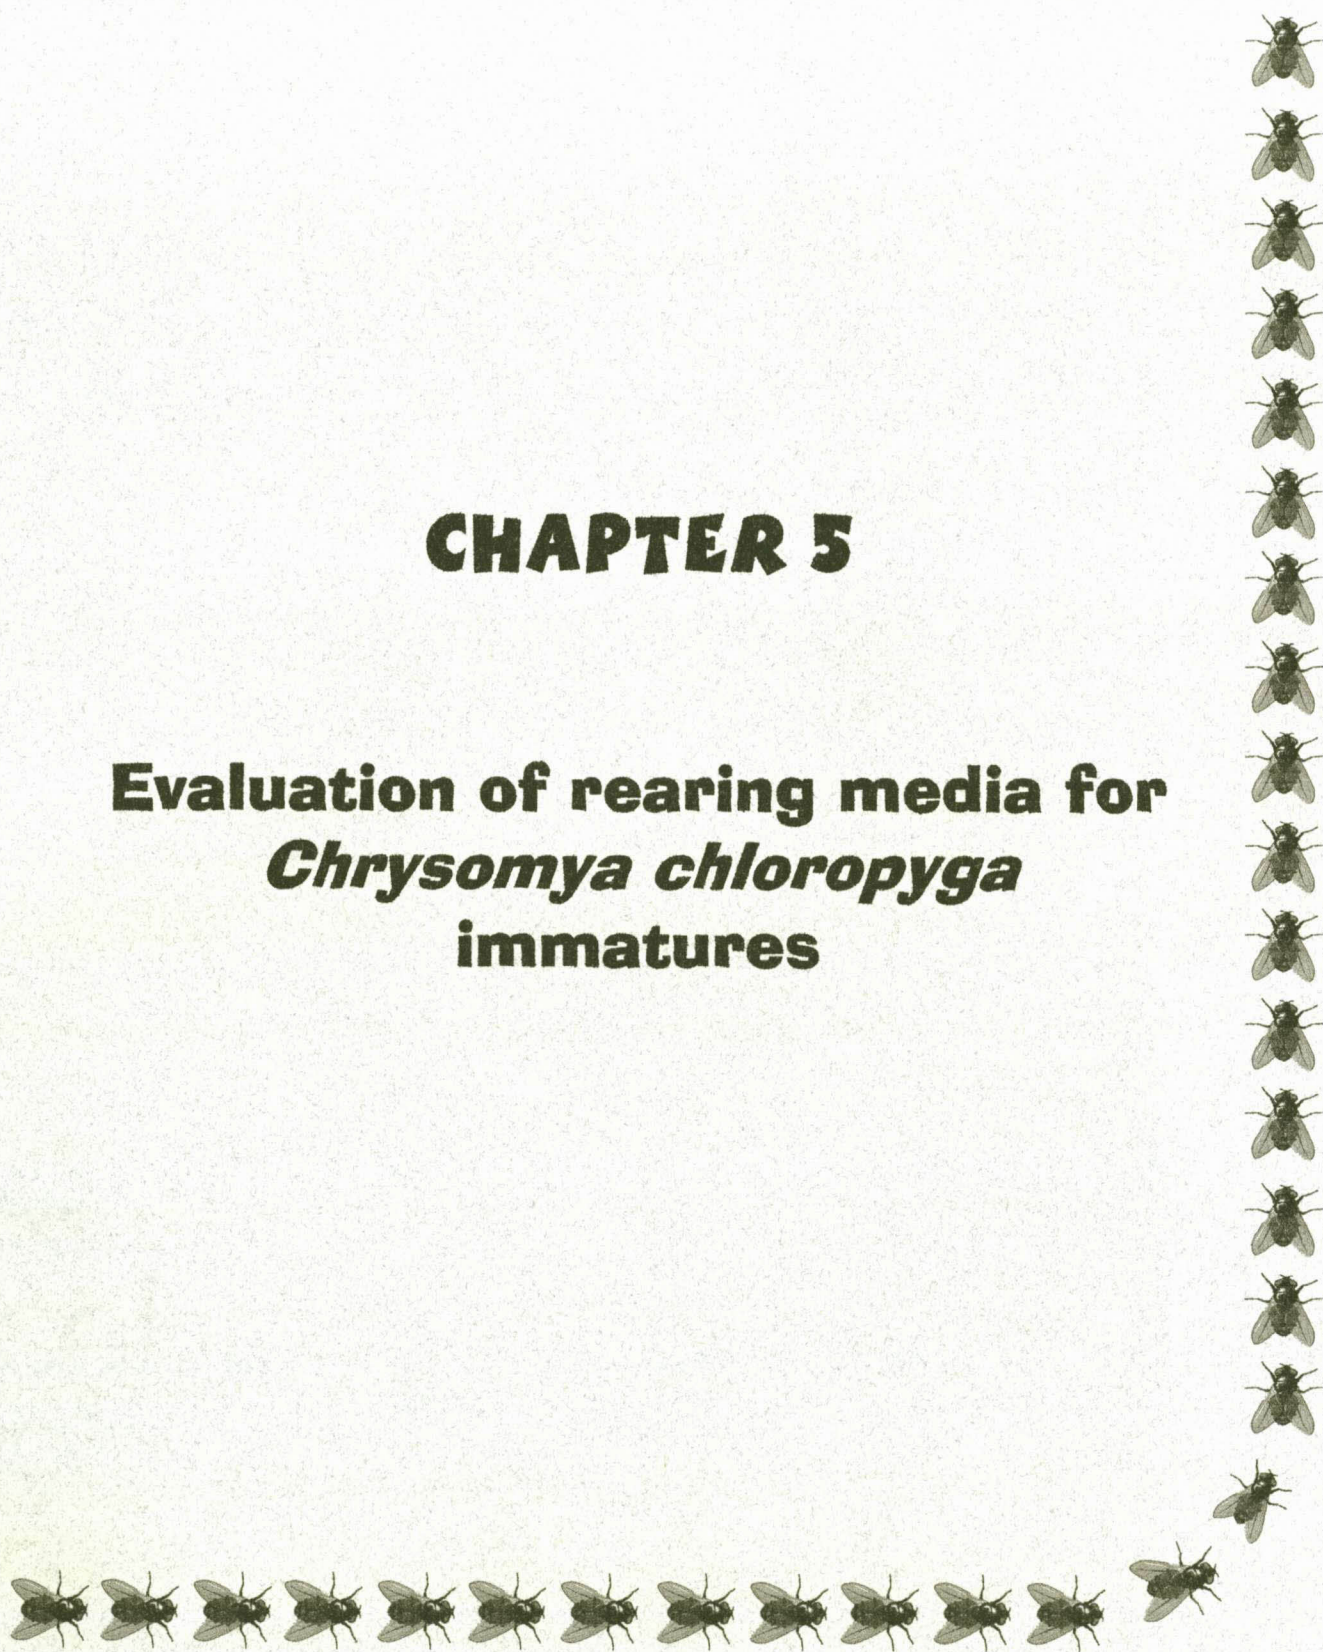 CHAPTER 5
Evaluation of rearing media for
Chrysomya chloropyga
immatures